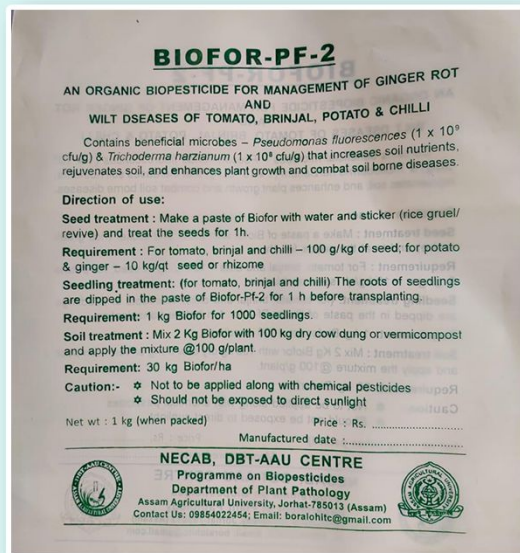 BIOFOR-PF-2
AN ORGANIC BIOPESTICIDE FOR MANAGEMENT OF GINGER ROT
AND
WILT DSEASES OF TOMATO, BRINJAL, POTATO & CHILLI
Contains beneficial microbes – Pseudomonas fluorescences (1 x 10⁹
cfu/g) & Trichoderma harzianum (1 x 10⁸ cfu/g) that increases soil nutrients,
rejuvenates soil, and enhances plant growth and combat soil borne diseases.
Direction of use:
Seed treatment : Make a paste of Biofor with water and sticker (rice gruel/
revive) and treat the seeds for 1h.
Requirement : For tomato, brinjal and chilli – 100 g/kg of seed; for potato
& ginger – 10 kg/qt seed or rhizome
Seedling treatment: (for tomato, brinjal and chilli) The roots of seedlings
are dipped in the paste of Biofor-Pf-2 for 1 h before transplanting.
Requirement: 1 kg Biofor for 1000 seedlings.
Soil treatment : Mix 2 Kg Biofor with 100 kg dry cow dung or vermicompost
and apply the mixture @100 g/plant.
Requirement: 30 kg Biofor/ha
Caution:- ✡ Not to be applied along with chemical pesticides
✡ Should not be exposed to direct sunlight
Net wt : 1 kg (when packed) Price : Rs. ........................
Manufactured date :................................
NECAB, DBT-AAU CENTRE
Programme on Biopesticides
Department of Plant Pathology
Assam Agricultural University, Jorhat-785013 (Assam)
Contact Us: 09854022454; Email: boralohitc@gmail.com